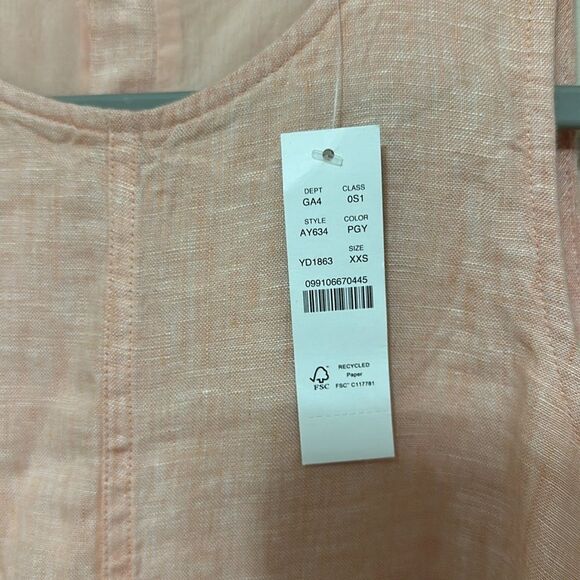 DEPT CLASS
GA4 0S1
STYLE COLOR
AY634 PGY
SIZE
YD1863 XXS
099106670445
RECYCLED
Paper
FSC FSC® C117781